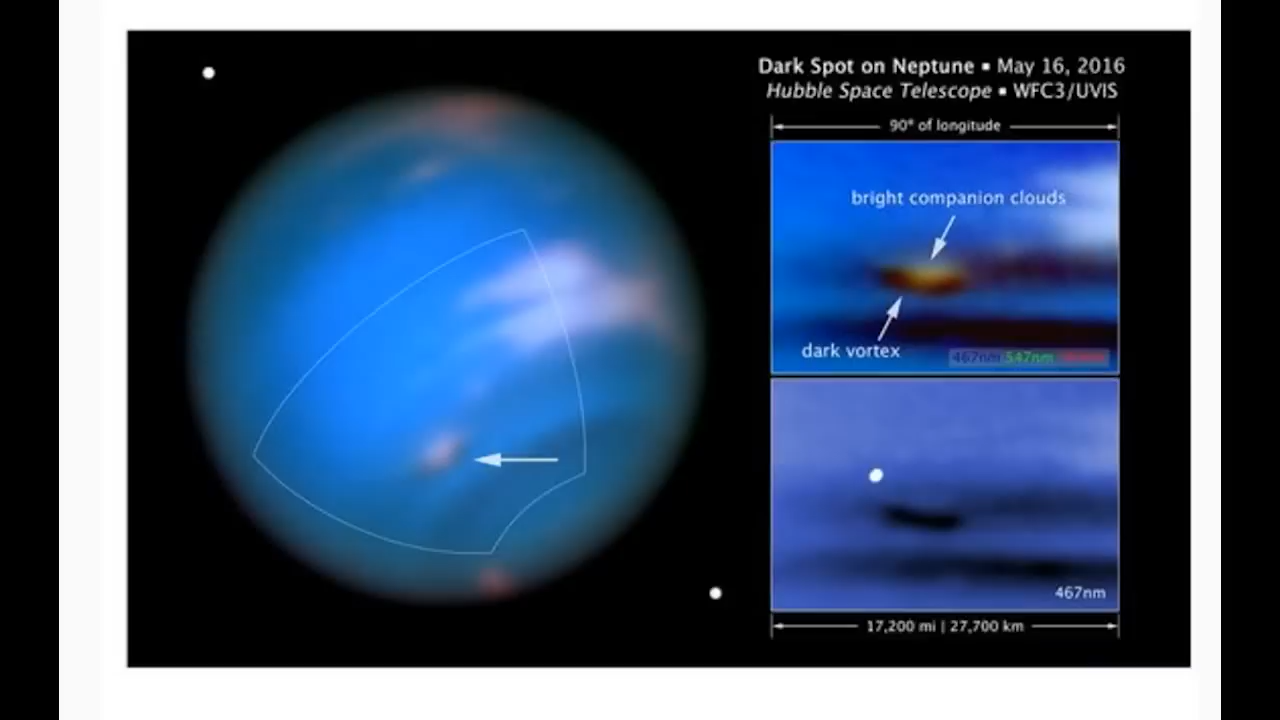 Dark Spot on Neptune ▪ May 16, 2016
Hubble Space Telescope ▪ WFC3/UVIS
90° of longitude
bright companion clouds
dark vortex
467nm 547nm
467nm
17,200 mi | 27,700 km